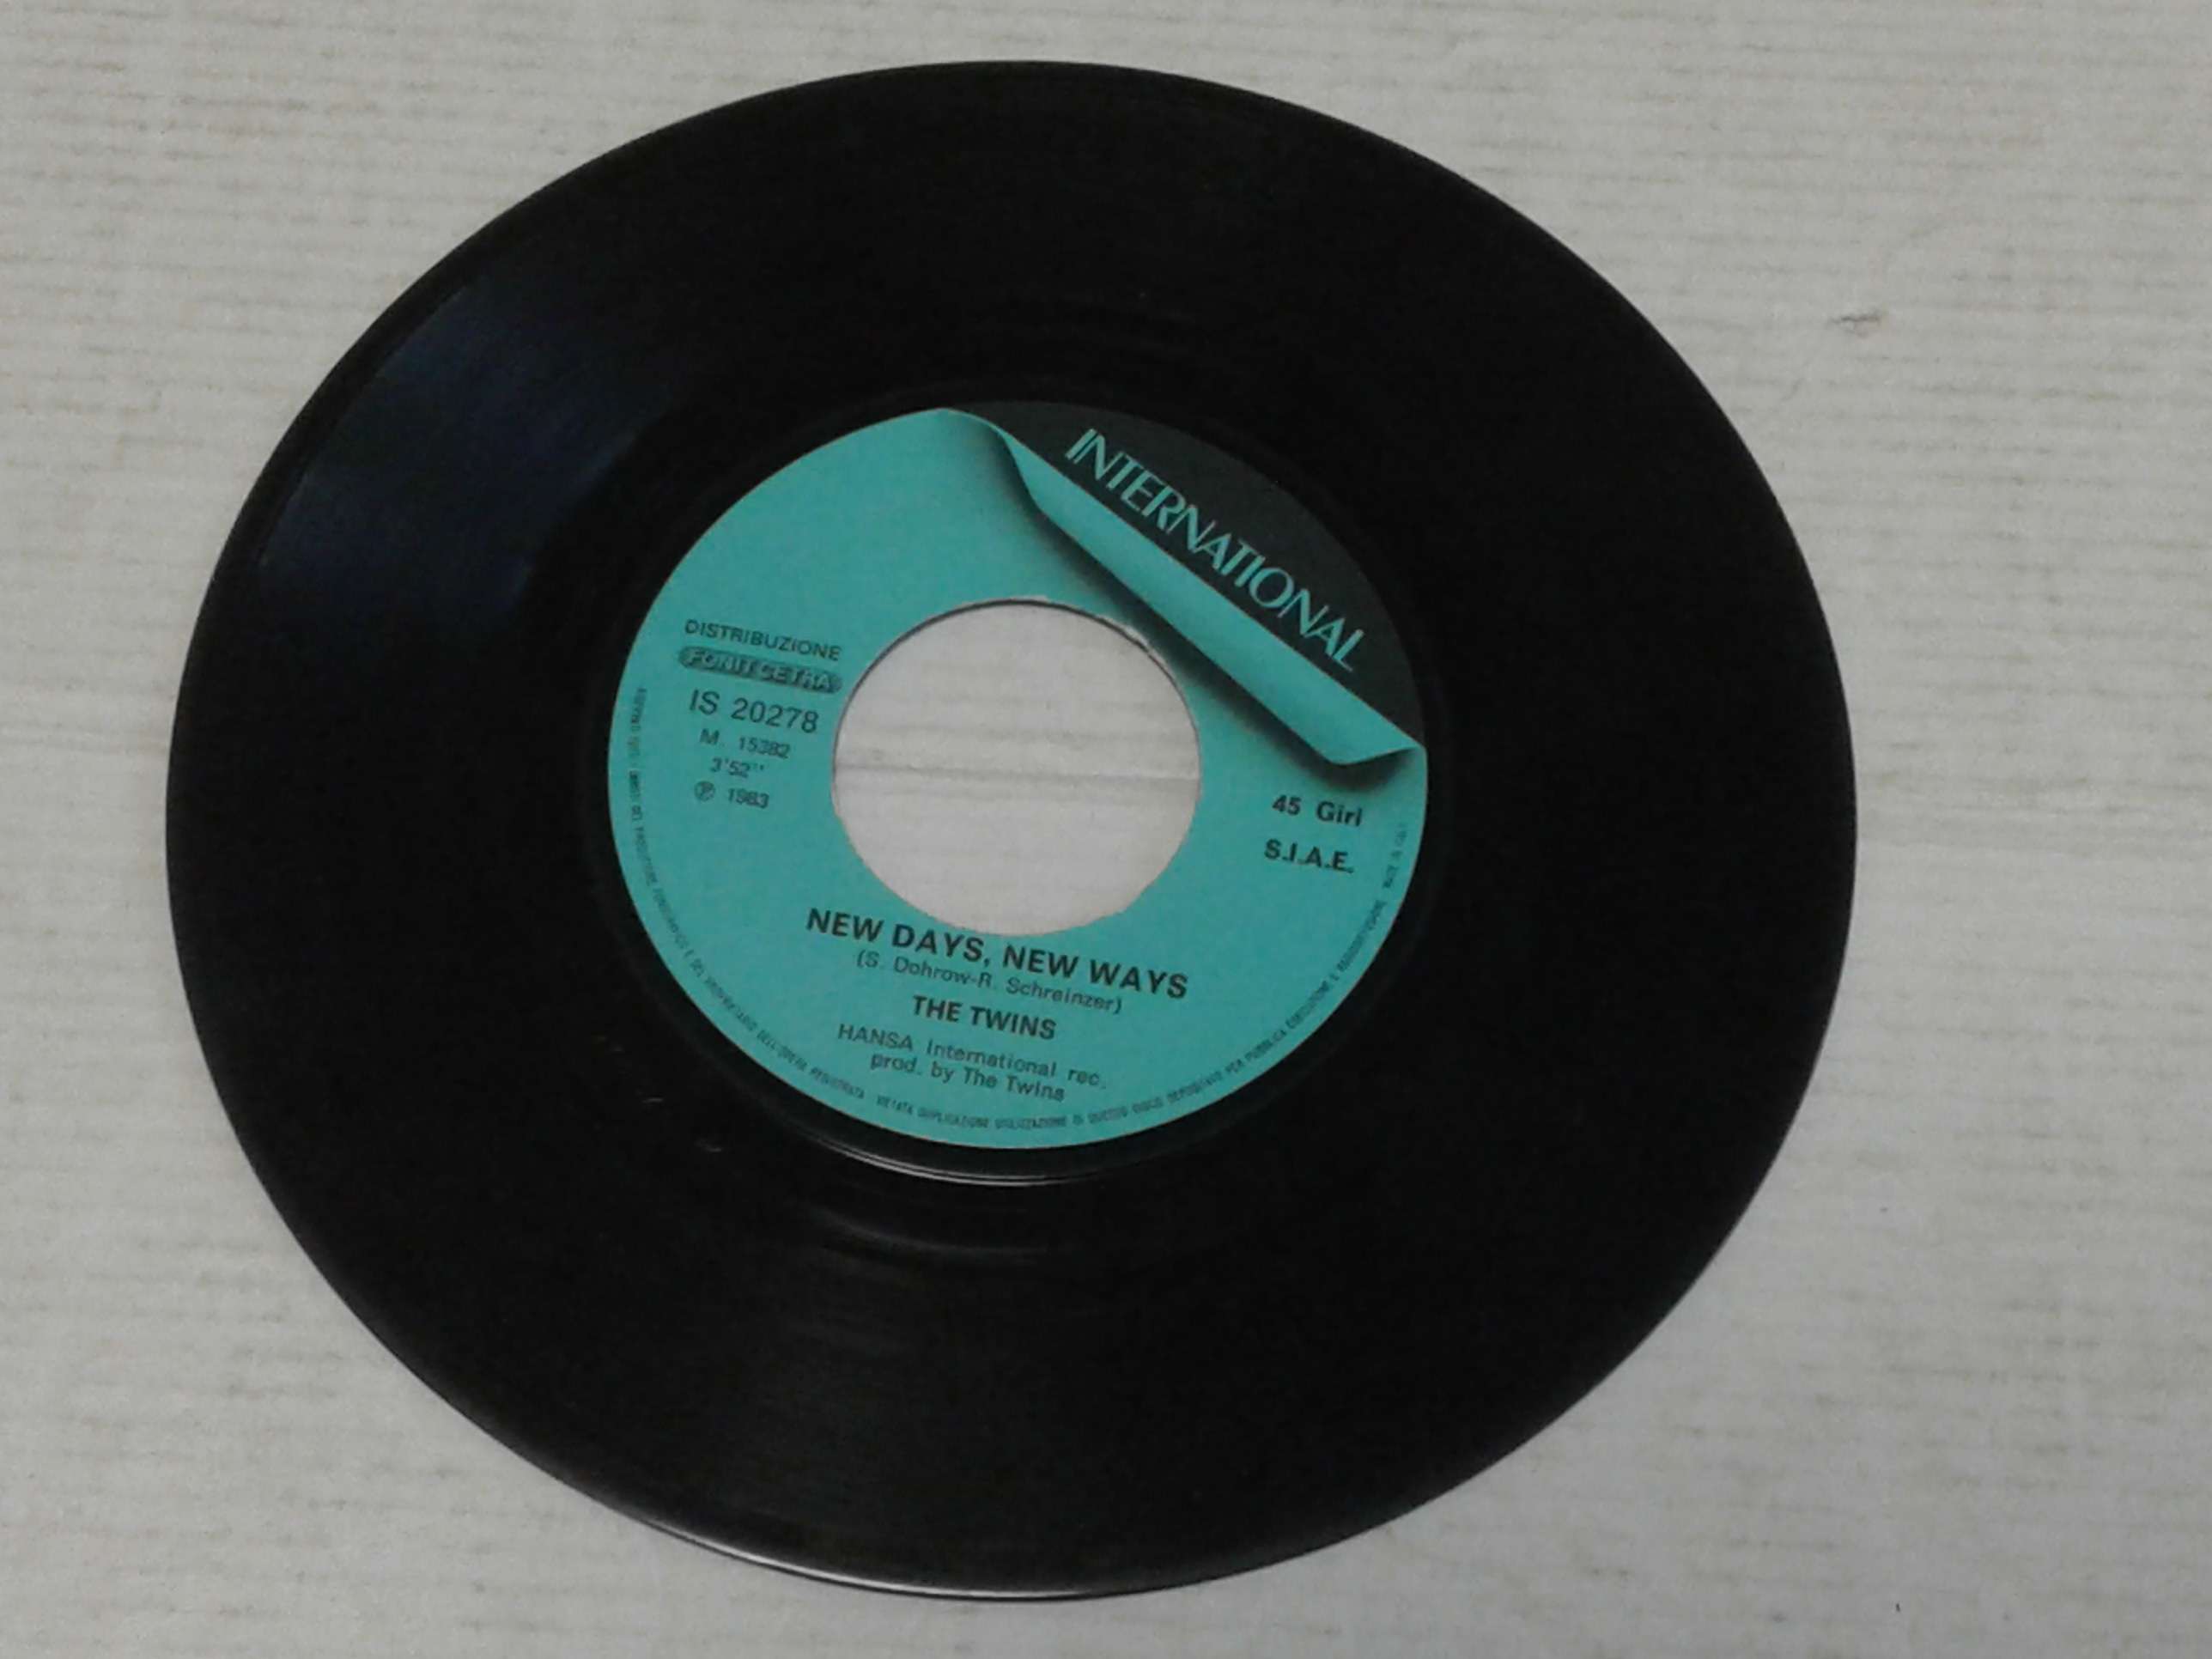 INTERNATIONAL
DISTRIBUZIONE
FONIT CETRA
IS 20278
M. 15382
3'52''
℗ 1983
45 Giri
S.I.A.E.
NEW DAYS, NEW WAYS
(S. Dohrow-R. Schreinzer)
THE TWINS
HANSA International rec.
prod. by The Twins